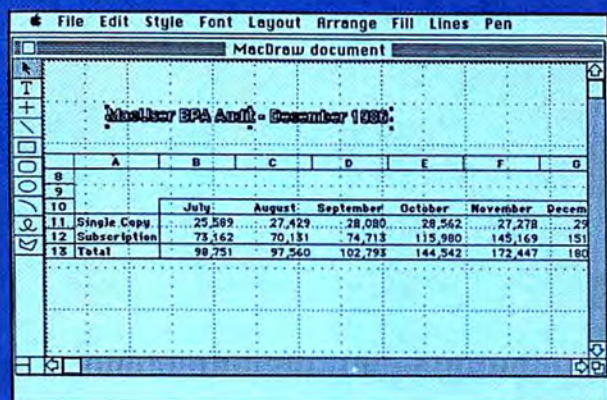 File Edit Style Font Layout Arrange Fill Lines Pen
MacDraw document
T
MacUser BPA Audit - December 1986
A B C D E F G
8
9
10 July August September October November Decem
11 Single Copy 25,589 27,429 28,080 28,562 27,278 29
12 Subscription 73,162 70,131 74,713 115,980 145,169 151
13 Total 98,751 97,560 102,793 144,542 172,447 180